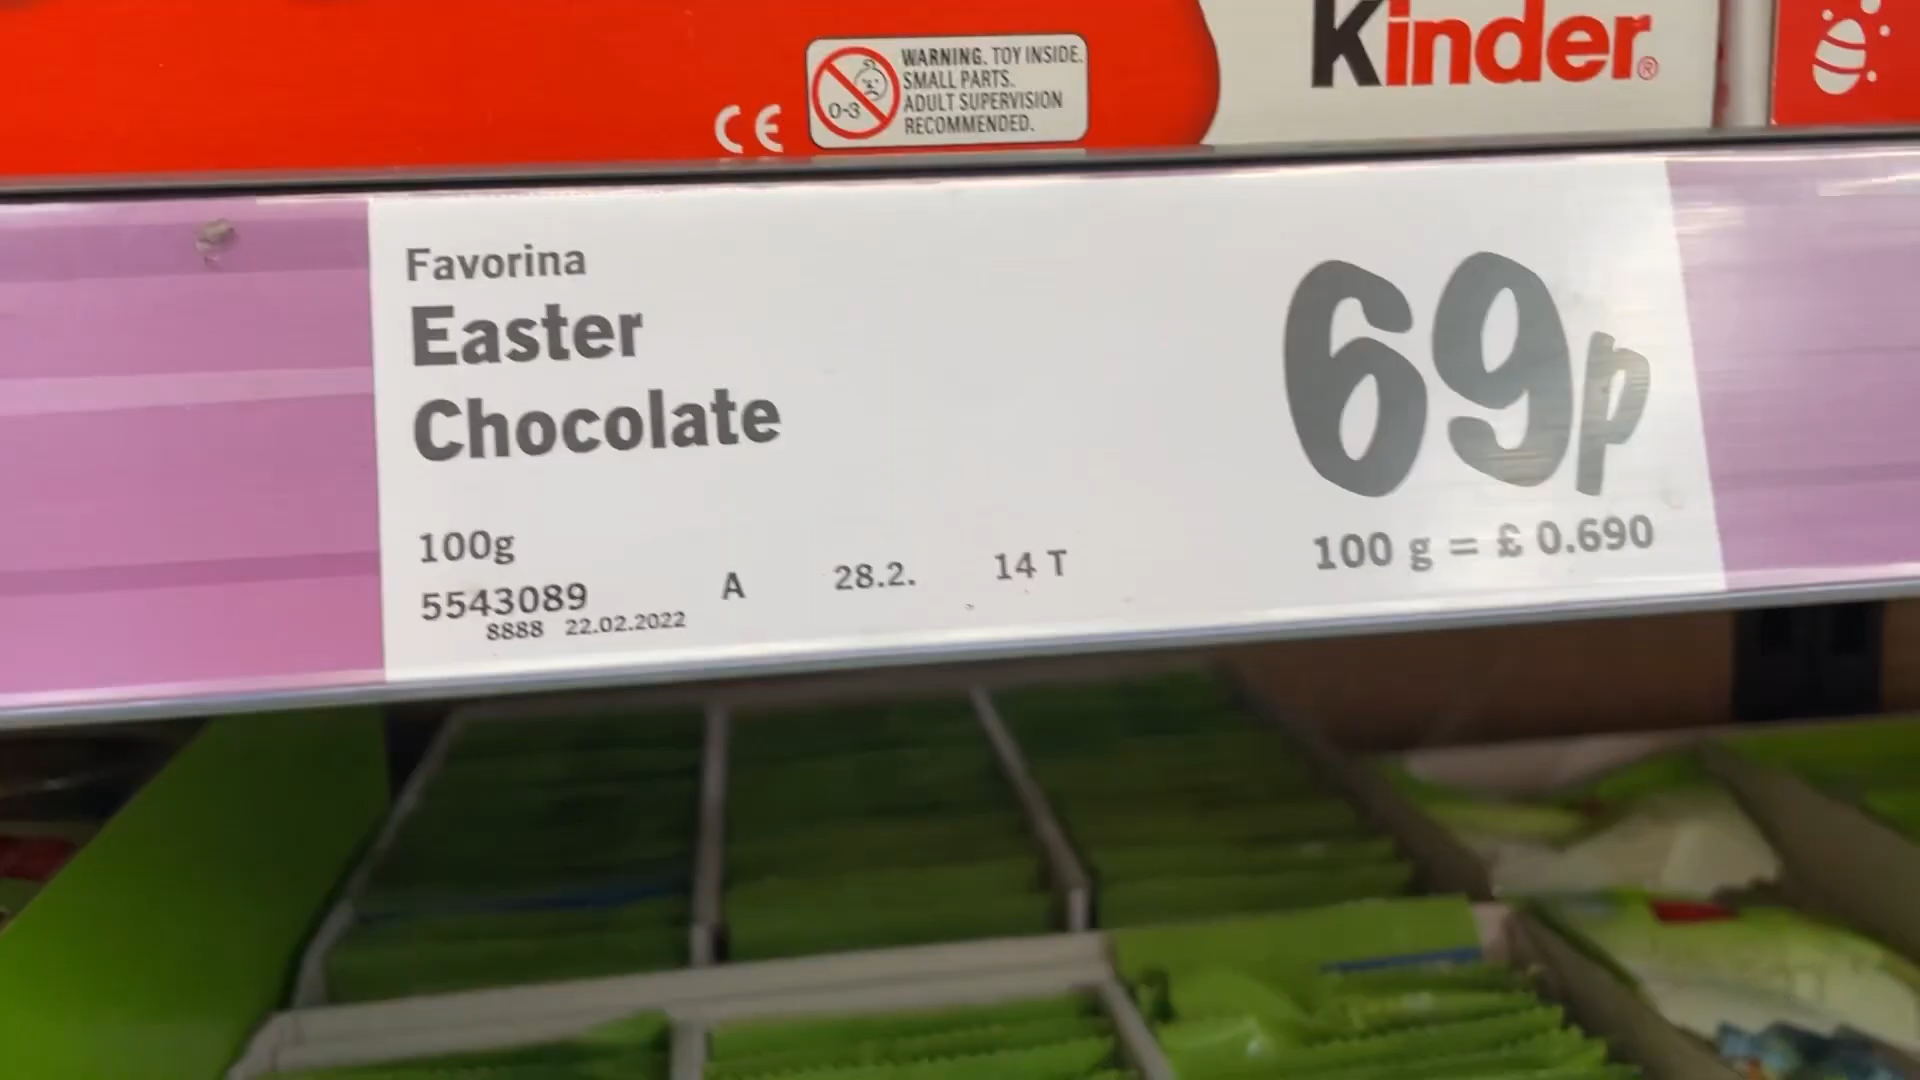 Kinder®
WARNING. TOY INSIDE.
SMALL PARTS.
ADULT SUPERVISION
RECOMMENDED.
0-3
CE
Favorina
Easter
Chocolate
69p
100g
100 g = £ 0.690
5543089 A 28.2. 14 T
8888 22.02.2022